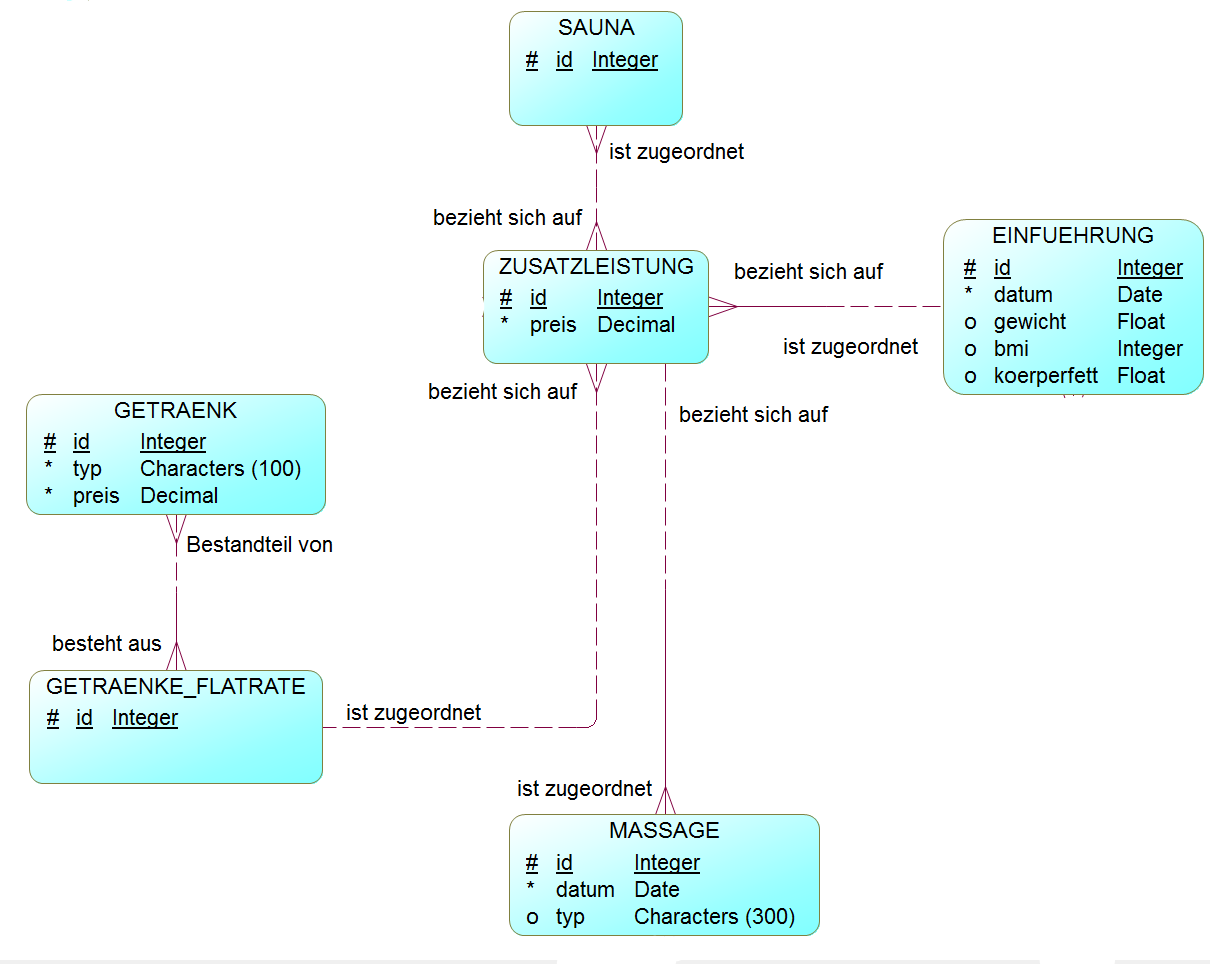 SAUNA
# id Integer
ist zugeordnet
bezieht sich auf
ZUSATZLEISTUNG
# id Integer
* preis Decimal
bezieht sich auf
ist zugeordnet
EINFUEHRUNG
# id Integer
* datum Date
o gewicht Float
o bmi Integer
o koerperfett Float
bezieht sich auf
bezieht sich auf
GETRAENK
# id Integer
* typ Characters (100)
* preis Decimal
Bestandteil von
besteht aus
GETRAENKE_FLATRATE
# id Integer
ist zugeordnet
ist zugeordnet
MASSAGE
# id Integer
* datum Date
o typ Characters (300)